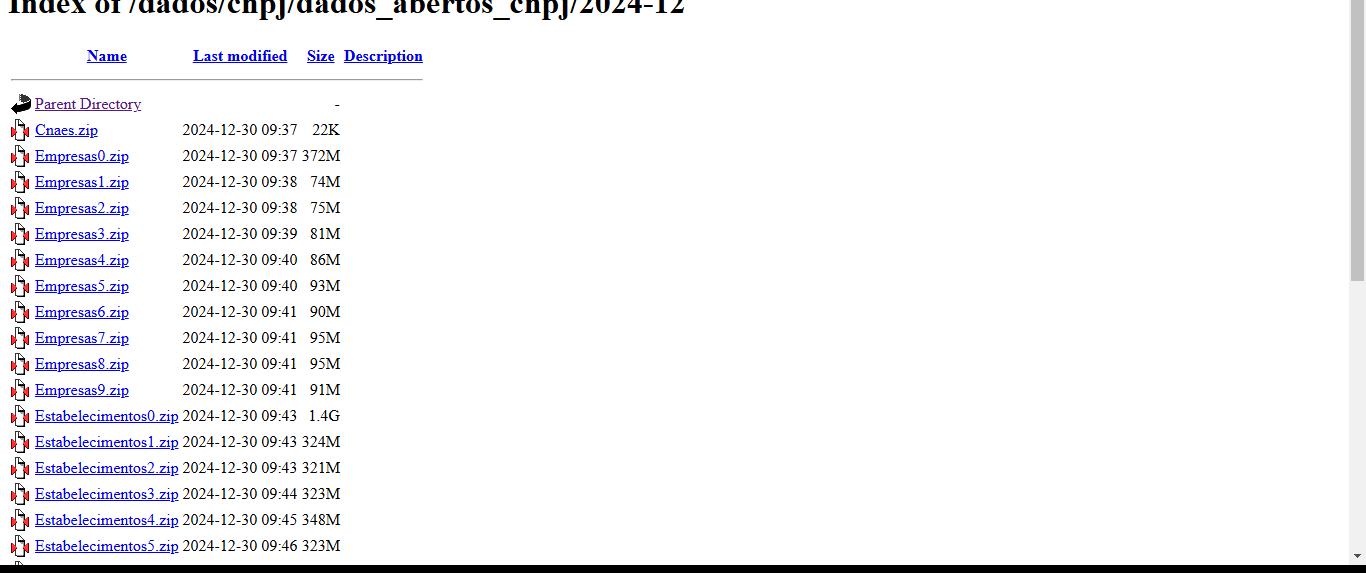 Index of /dados/cnpj/dados_abertos_cnpj/2024-12
Name Last modified Size Description
Parent Directory -
Cnaes.zip 2024-12-30 09:37 22K
Empresas0.zip 2024-12-30 09:37 372M
Empresas1.zip 2024-12-30 09:38 74M
Empresas2.zip 2024-12-30 09:38 75M
Empresas3.zip 2024-12-30 09:39 81M
Empresas4.zip 2024-12-30 09:40 86M
Empresas5.zip 2024-12-30 09:40 93M
Empresas6.zip 2024-12-30 09:41 90M
Empresas7.zip 2024-12-30 09:41 95M
Empresas8.zip 2024-12-30 09:41 95M
Empresas9.zip 2024-12-30 09:41 91M
Estabelecimentos0.zip 2024-12-30 09:43 1.4G
Estabelecimentos1.zip 2024-12-30 09:43 324M
Estabelecimentos2.zip 2024-12-30 09:43 321M
Estabelecimentos3.zip 2024-12-30 09:44 323M
Estabelecimentos4.zip 2024-12-30 09:45 348M
Estabelecimentos5.zip 2024-12-30 09:46 323M